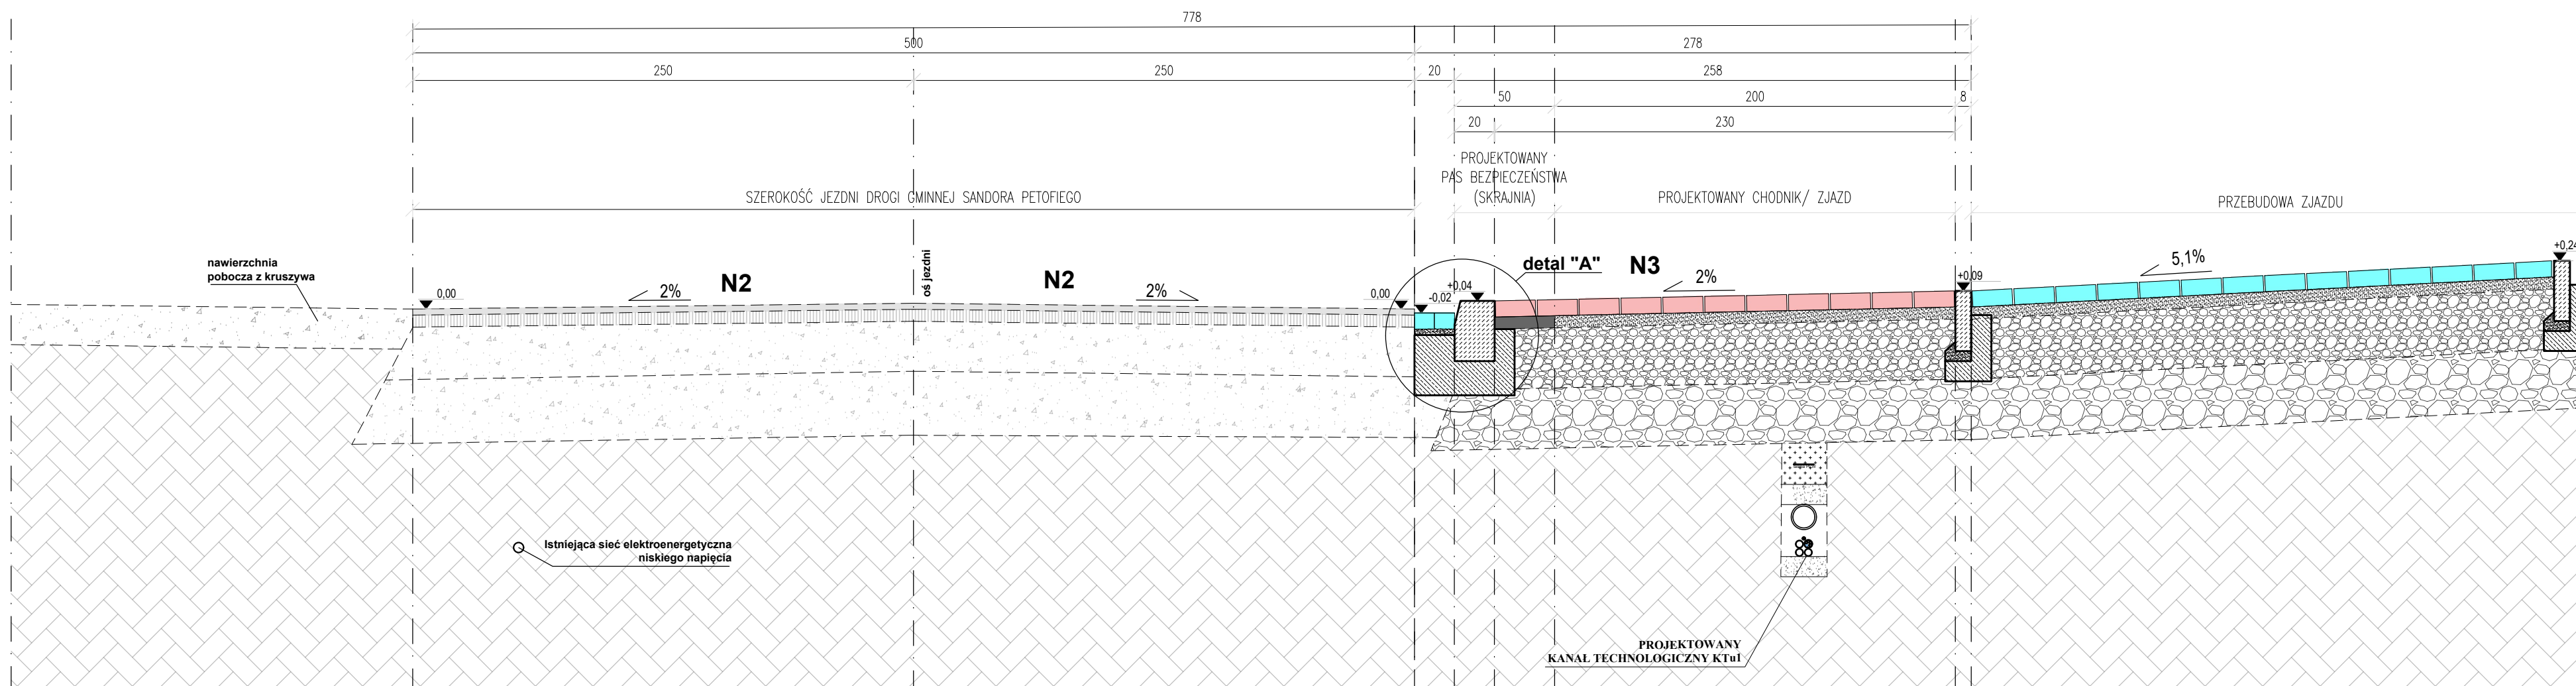 778
500
278
250
250
20
258
50
200
8
20
230
PROJEKTOWANY
PAS BEZPIECZEŃSTWA
(SKRAJNIA)
SZEROKOŚĆ JEZDNI DROGI GMINNEJ SANDORA PETOFIEGO
PROJEKTOWANY CHODNIK/ ZJAZD
PRZEBUDOWA ZJAZDU
nawierzchnia
pobocza z kruszywa
0,00
2%
N2
oś jezdni
N2
2%
0,00
-0,02
+0,04
detal "A"
N3
2%
+0,09
5,1%
+0,24
Istniejąca sieć elektroenergetyczna
niskiego napięcia
PROJEKTOWANY
KANAŁ TECHNOLOGICZNY KTu1